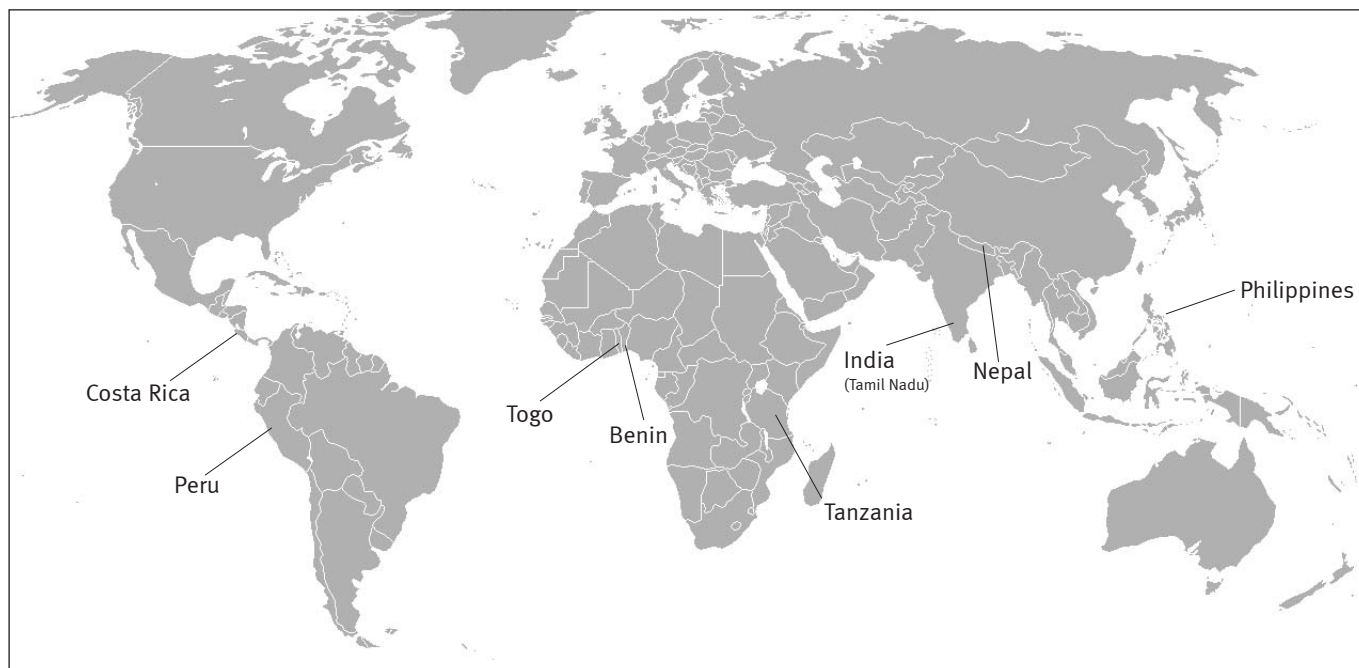 Philippines
India
(Tamil Nadu)
Nepal
Costa Rica
Togo
Benin
Peru
Tanzania